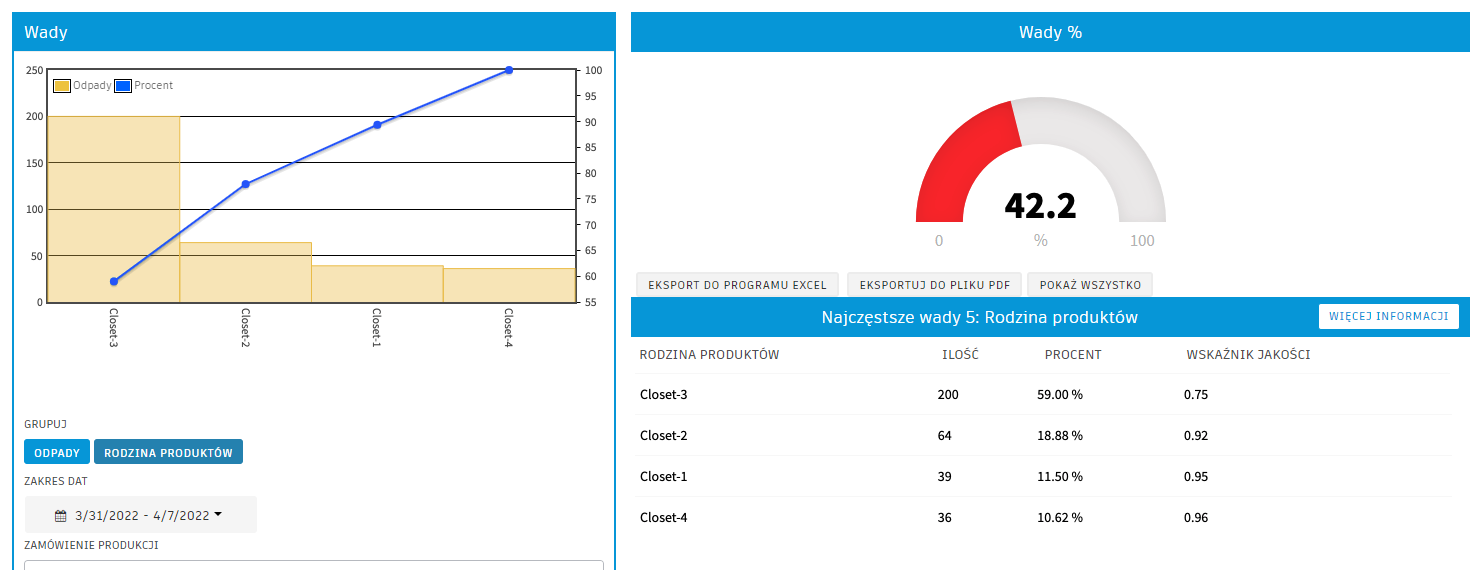 Wady
250
200
150
100
50
0
Odpady Procent
100
95
90
85
80
75
70
65
60
55
Closet-3 Closet-2 Closet-1 Closet-4
GRUPUJ
ODPADY RODZINA PRODUKTÓW
ZAKRES DAT
3/31/2022 - 4/7/2022
ZAMÓWIENIE PRODUKCJI
Wady %
42.2
0 % 100
EKSPORT DO PROGRAMU EXCEL EKSPORTUJ DO PLIKU PDF POKAŻ WSZYSTKO
Najczęstsze wady 5: Rodzina produktów WIĘCEJ INFORMACJI
RODZINA PRODUKTÓW ILOŚĆ PROCENT WSKAŹNIK JAKOŚCI
Closet-3 200 59.00 % 0.75
Closet-2 64 18.88 % 0.92
Closet-1 39 11.50 % 0.95
Closet-4 36 10.62 % 0.96